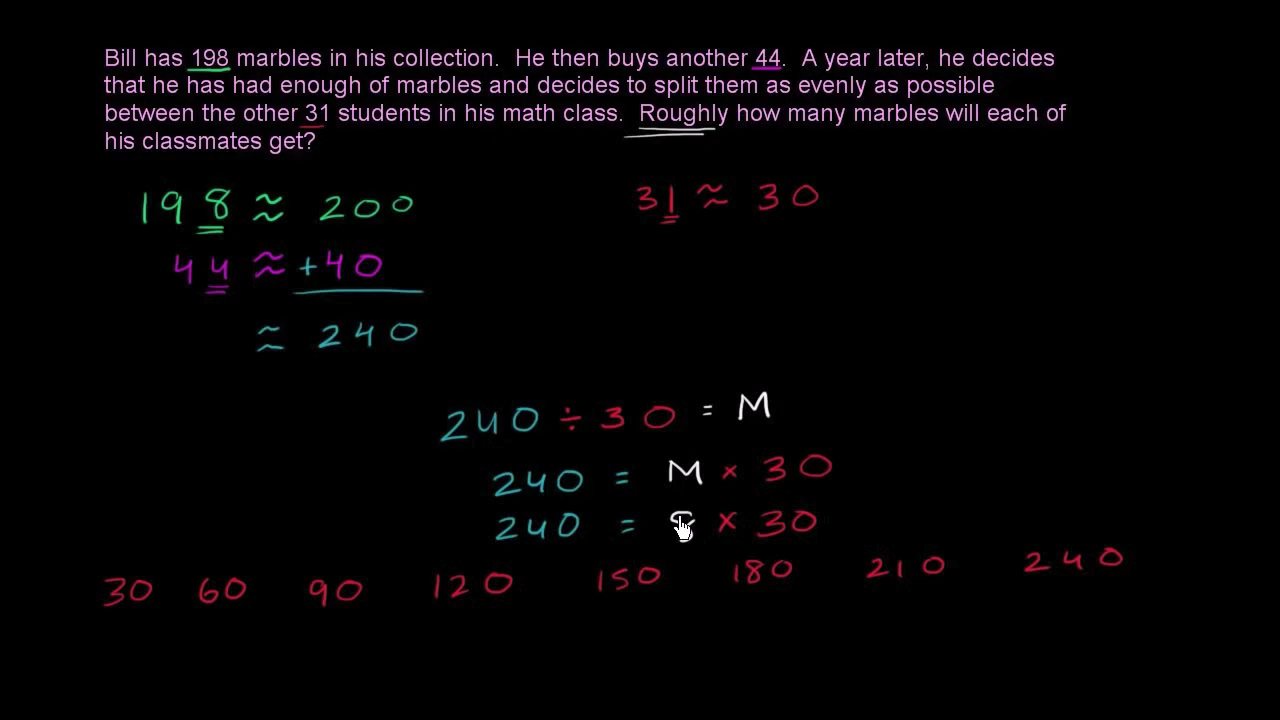 Bill has 198 marbles in his collection. He then buys another 44. A year later, he decides
that he has had enough of marbles and decides to split them as evenly as possible
between the other 31 students in his math class. Roughly how many marbles will each of
his classmates get?
198 ≈ 200
31 ≈ 30
44 ≈ +40
≈ 240
240 ÷ 30 = M
240 = M × 30
240 = 8 × 30
30 60 90 120 150 180 210 240